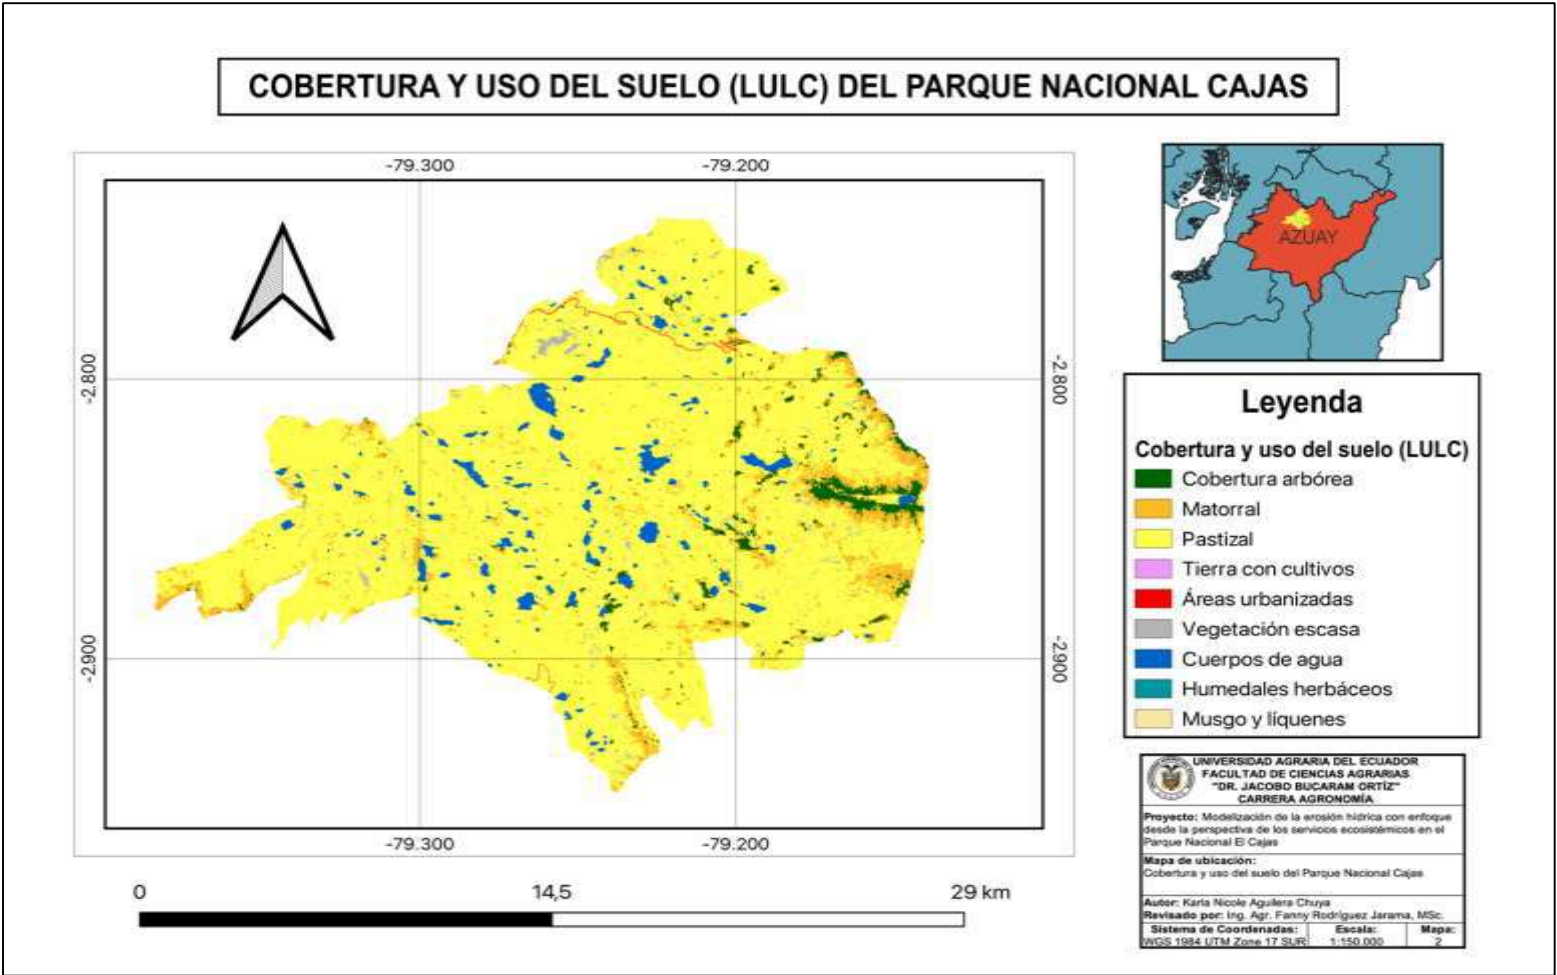 COBERTURA Y USO DEL SUELO (LULC) DEL PARQUE NACIONAL CAJAS
-79.300
-79.200
-2.800
-2.800
-2.900
-2.900
-79.300
-79.200
0
14,5
29 km
AZUAY
Leyenda
Cobertura y uso del suelo (LULC)
Cobertura arbórea
Matorral
Pastizal
Tierra con cultivos
Áreas urbanizadas
Vegetación escasa
Cuerpos de agua
Humedales herbáceos
Musgo y líquenes
UNIVERSIDAD AGRARIA DEL ECUADOR
FACULTAD DE CIENCIAS AGRARIAS
"DR. JACOBO BUCARAM ORTÍZ"
CARRERA AGRONOMÍA
Proyecto: Modelización de la erosión hídrica con enfoque
desde la perspectiva de los servicios ecosistémicos en el
Parque Nacional El Cajas
Mapa de ubicación:
Cobertura y uso del suelo del Parque Nacional Cajas
Autor: Karla Nicole Aguilera Chuya
Revisado por: Ing. Agr. Fanny Rodríguez Jarama, MSc.
Sistema de Coordenadas: Escala: Mapa:
WGS 1984 UTM Zone 17 SUR 1:150.000 2